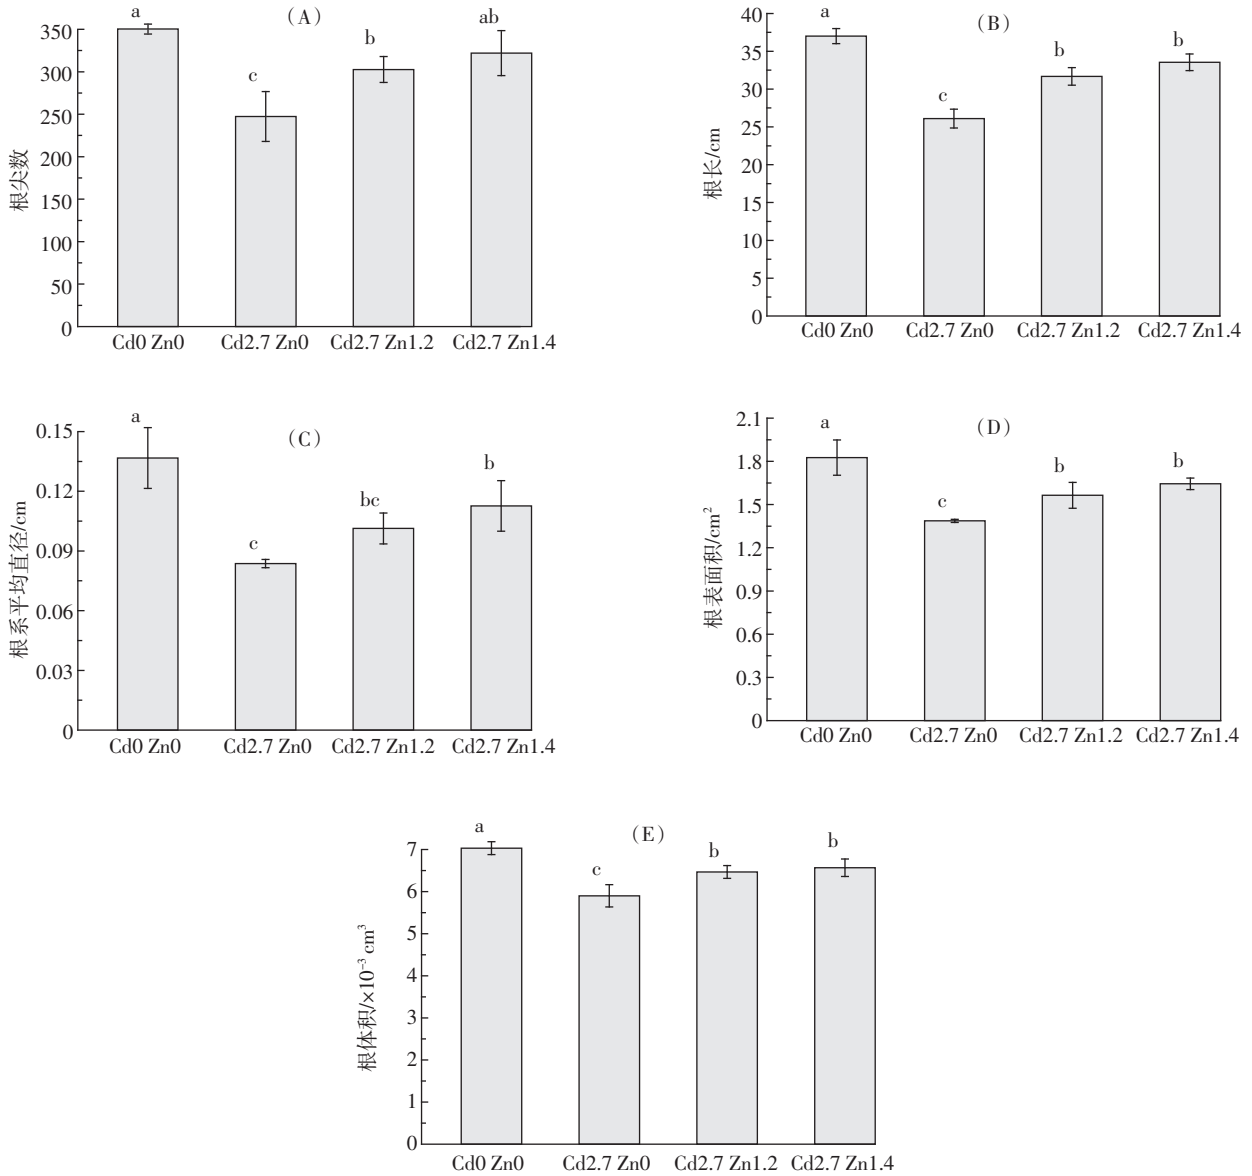 (A)
根尖数
350
300
250
200
150
100
50
0
a
c
b
ab
Cd0 Zn0 Cd2.7 Zn0 Cd2.7 Zn1.2 Cd2.7 Zn1.4
(B)
根长/cm
40
35
30
25
20
15
10
5
0
a
c
b
b
Cd0 Zn0 Cd2.7 Zn0 Cd2.7 Zn1.2 Cd2.7 Zn1.4
(C)
根系平均直径/cm
0.15
0.12
0.09
0.06
0.03
0
a
c
bc
b
Cd0 Zn0 Cd2.7 Zn0 Cd2.7 Zn1.2 Cd2.7 Zn1.4
(D)
根表面积/cm²
2.1
1.8
1.5
1.2
0.9
0.6
0.3
0
a
c
b
b
Cd0 Zn0 Cd2.7 Zn0 Cd2.7 Zn1.2 Cd2.7 Zn1.4
(E)
根体积/×10⁻³ cm³
7
6
5
4
3
2
1
0
a
c
b
b
Cd0 Zn0 Cd2.7 Zn0 Cd2.7 Zn1.2 Cd2.7 Zn1.4